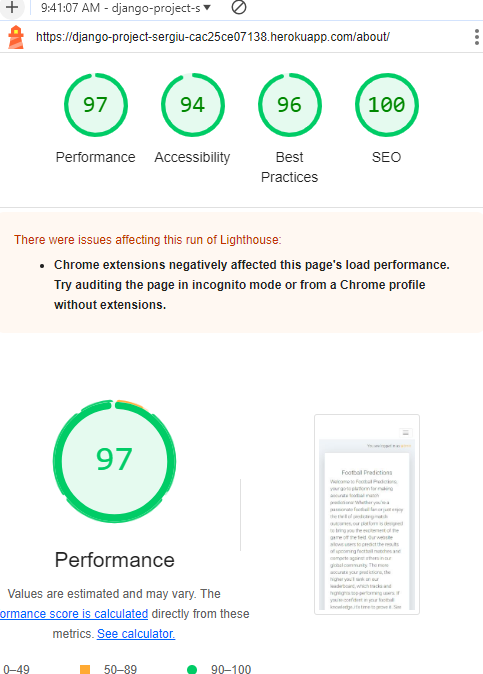 9:41:07 AM - django-project-s
https://django-project-sergiu-cac25ce07138.herokuapp.com/about/
97 94 96 100
Performance Accessibility Best SEO
Practices
There were issues affecting this run of Lighthouse:
• Chrome extensions negatively affected this page's load performance.
Try auditing the page in incognito mode or from a Chrome profile
without extensions.
97
Performance
Values are estimated and may vary. The
ormance score is calculated directly from these
metrics. See calculator.
0–49 50–89 90–100
You are logged in as
Football Predictions
Welcome to Football Predictions,
your go-to platform for making
accurate football match
predictions! Whether you're a
passionate football fan or just enjoy
the thrill of predicting match
outcomes, our platform is designed
to bring you the excitement of the
game off the field. Our website
allows users to predict the results
of upcoming football matches and
compete against others in our
global community. The more
accurate your predictions, the
higher you'll rank on our
leaderboard, which tracks and
highlights top-performing users. If
you're confident in your football
knowledge, it's time to prove it. See